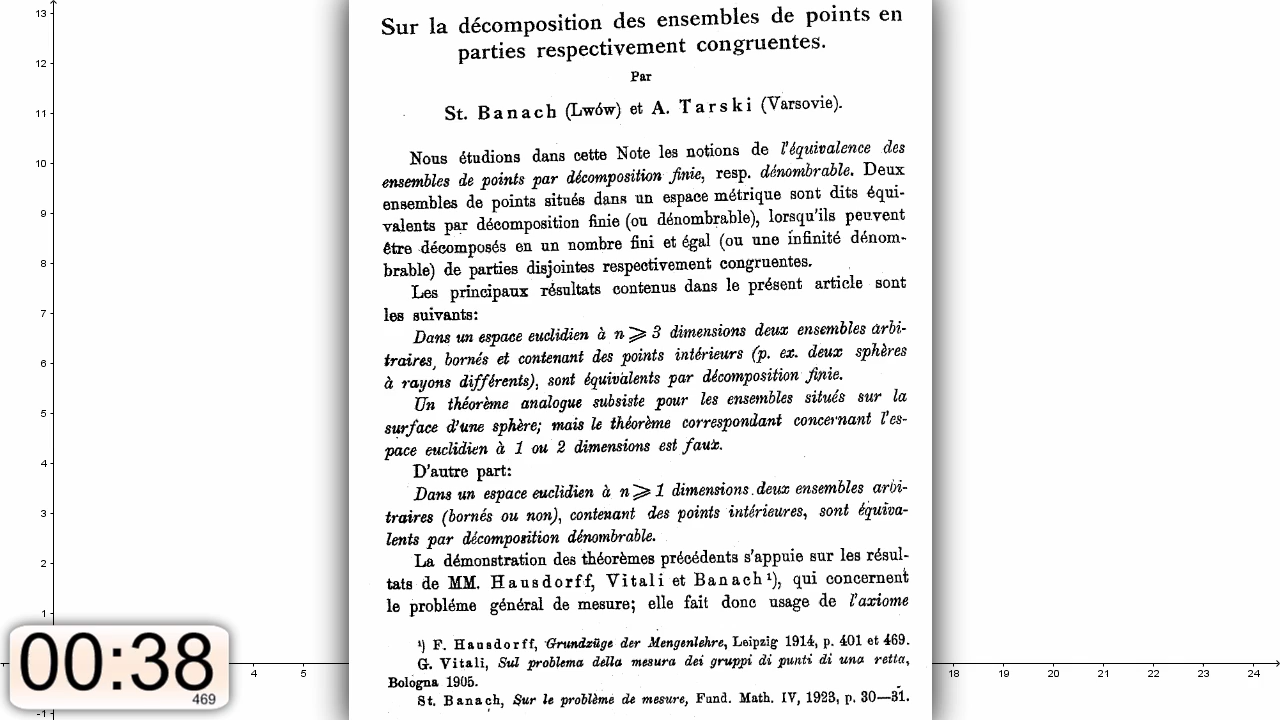 13
12
11
10
9
8
7
6
5
4
3
2
1
-1
4
5
18
19
20
21
22
23
24
00:38
469
Sur la décomposition des ensembles de points en
parties respectivement congruentes.
Par
St. Banach (Lwów) et A. Tarski (Varsovie).
Nous étudions dans cette Note les notions de l'équivalence des
ensembles de points par décomposition finie, resp. dénombrable. Deux
ensembles de points situés dans un espace métrique sont dits équi-
valents par décomposition finie (ou dénombrable), lorsqu'ils peuvent
être décomposés en un nombre fini et égal (ou une infinité dénom-
brable) de parties disjointes respectivement congruentes.
Les principaux résultats contenus dans le présent article sont
les suivants:
Dans un espace euclidien à n ⩾ 3 dimensions deux ensembles arbi-
traires, bornés et contenant des points intérieurs (p. ex. deux sphères
à rayons différents), sont équivalents par décomposition finie.
Un théorème analogue subsiste pour les ensembles situés sur la
surface d'une sphère; mais le théorème correspondant concernant l'es-
pace euclidien à 1 ou 2 dimensions est faux.
D'autre part:
Dans un espace euclidien à n ⩾ 1 dimensions deux ensembles arbi-
traires (bornés ou non), contenant des points intérieures, sont équiva-
lents par décomposition dénombrable.
La démonstration des théorèmes précédents s'appuie sur les résul-
tats de MM. Hausdorff, Vitali et Banach ¹), qui concernent
le probléme général de mesure; elle fait donc usage de l'axiome
¹) F. Hausdorff, Grundzüge der Mengenlehre, Leipzig 1914, p. 401 et 469.
G. Vitali, Sul problema della mesura dei gruppi di punti di una retta,
Bologna 1905.
St. Banach, Sur le problème de mesure, Fund. Math. IV, 1923, p. 30—31.